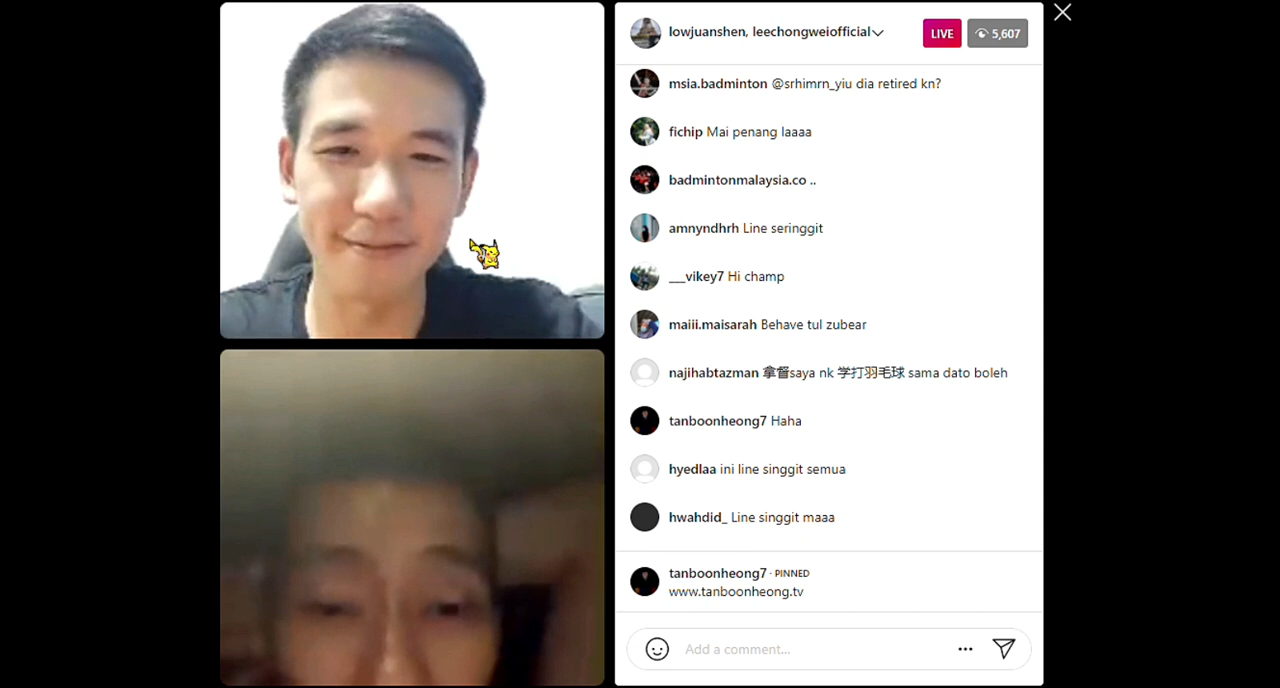 lowjuanshen, leechongweiofficial
LIVE
5,607
msia.badminton @srhimrn_yiu dia retired kn?
fichip Mai penang laaaa
badmintonmalaysia.co ..
amnyndhrh Line seringgit
___vikey7 Hi champ
maiii.maisarah Behave tul zubear
najihabtazman 拿督saya nk 学打羽毛球 sama dato boleh
tanboonheong7 Haha
hyedlaa ini line singgit semua
hwahdid_ Line singgit maaa
tanboonheong7 · PINNED
www.tanboonheong.tv
Add a comment...